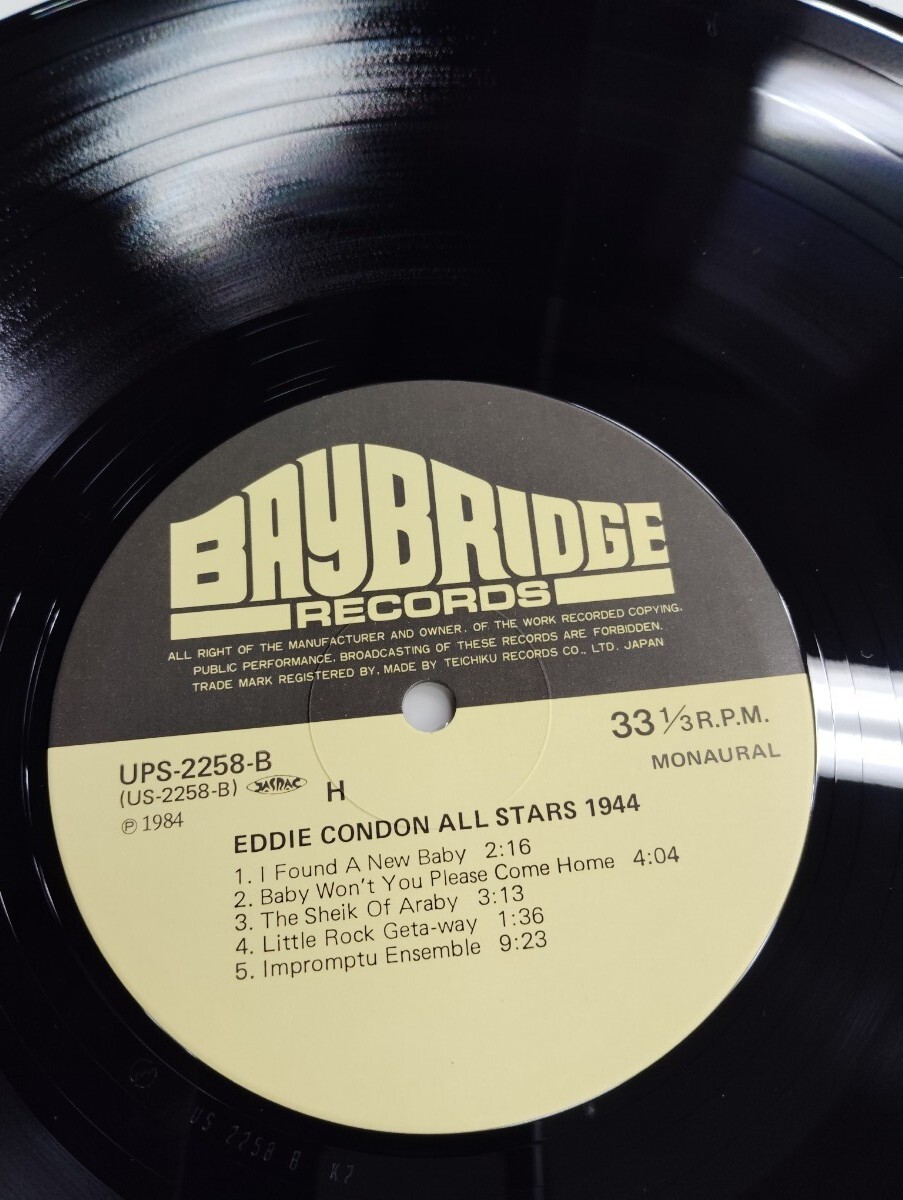 BAYBRIDGE
RECORDS
ALL RIGHT OF THE MANUFACTURER AND OWNER, OF THE WORK RECORDED COPYING.
PUBLIC PERFORMANCE. BROADCASTING OF THESE RECORDS ARE FORBIDDEN.
TRADE MARK REGISTERED BY, MADE BY TEICHIKU RECORDS CO., LTD. JAPAN
33 1/3 R.P.M.
MONAURAL
UPS-2258-B
(US-2258-B) JASRAC H
℗ 1984
EDDIE CONDON ALL STARS 1944
1. I Found A New Baby 2:16
2. Baby Won't You Please Come Home 4:04
3. The Sheik Of Araby 3:13
4. Little Rock Geta-way 1:36
5. Impromptu Ensemble 9:23
US 2258 B K2